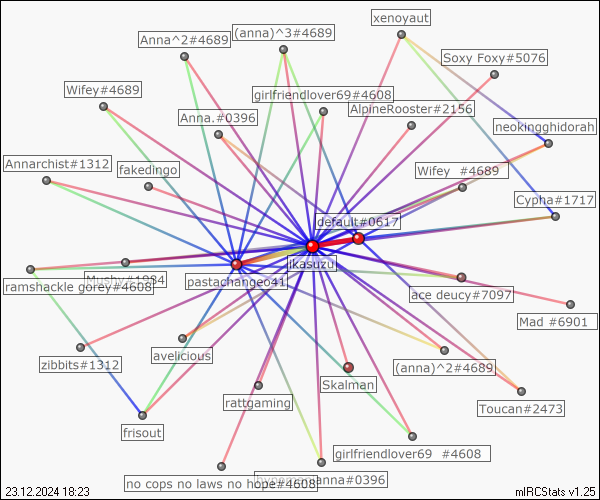 xenoyaut
(anna)^3#4689
Anna^2#4689
Soxy Foxy#5076
Wifey#4689
girlfriendlover69#4608
AlpineRooster#2156
Anna.#0396
neokingghidorah
Annarchist#1312
fakedingo
Wifey #4689
Cypha#1717
default#0617
ikasuzu
pastachangeo41
ramshackle gorey#4608
ace deucy#7097
Mad #6901
zibbits#1312
avelicious
(anna)^2#4689
Skalman
rattgaming
Toucan#2473
frisout
girlfriendlover69 #4608
no cops no laws no hope#4608
anna#0396
23.12.2024 18:23
mIRCStats v1.25